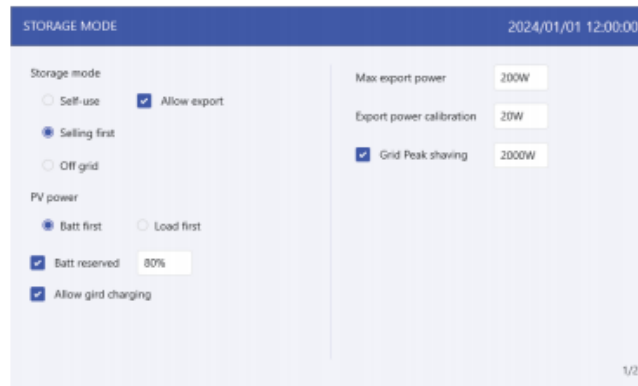 STORAGE MODE 2024/01/01 12:00:00
Storage mode
Self-use Allow export
Selling first
Off grid
PV power
Batt first Load first
Batt reserved 80%
Allow gird charging
Max export power 200W
Export power calibration 20W
Grid Peak shaving 2000W
1/2